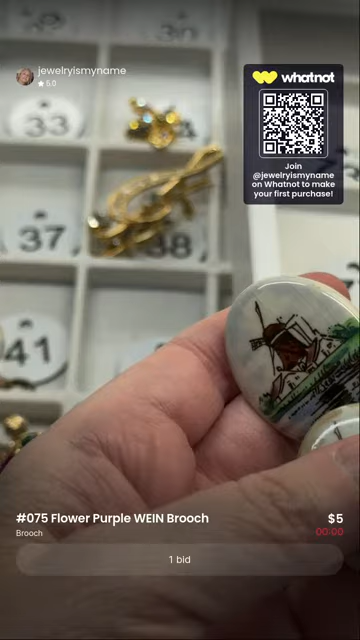 30
jewelryismyname
5.0
whatnot
33
Join
@jewelryismyname
on Whatnot to make
your first purchase!
37
38
41
#075 Flower Purple WEIN Brooch
$5
Brooch
00:00
1 bid